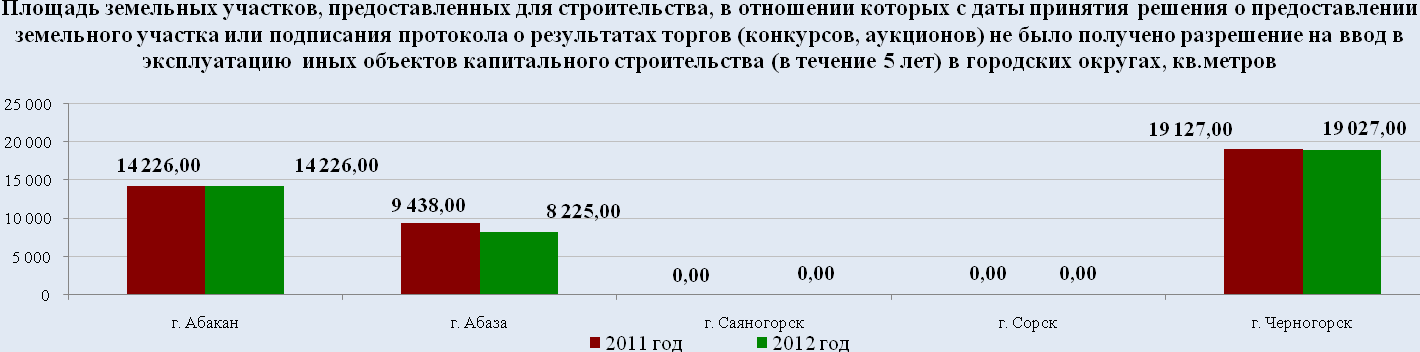 Площадь земельных участков, предоставленных для строительства, в отношении которых с даты принятия решения о предоставлении
земельного участка или подписания протокола о результатах торгов (конкурсов, аукционов) не было получено разрешение на ввод в
эксплуатацию иных объектов капитального строительства (в течение 5 лет) в городских округах, кв.метров
25 000
20 000
15 000
10 000
5 000
0
14 226,00 14 226,00
9 438,00 8 225,00
0,00 0,00
0,00 0,00
19 127,00 19 027,00
г. Абакан г. Абаза г. Саяногорск г. Сорск г. Черногорск
2011 год 2012 год